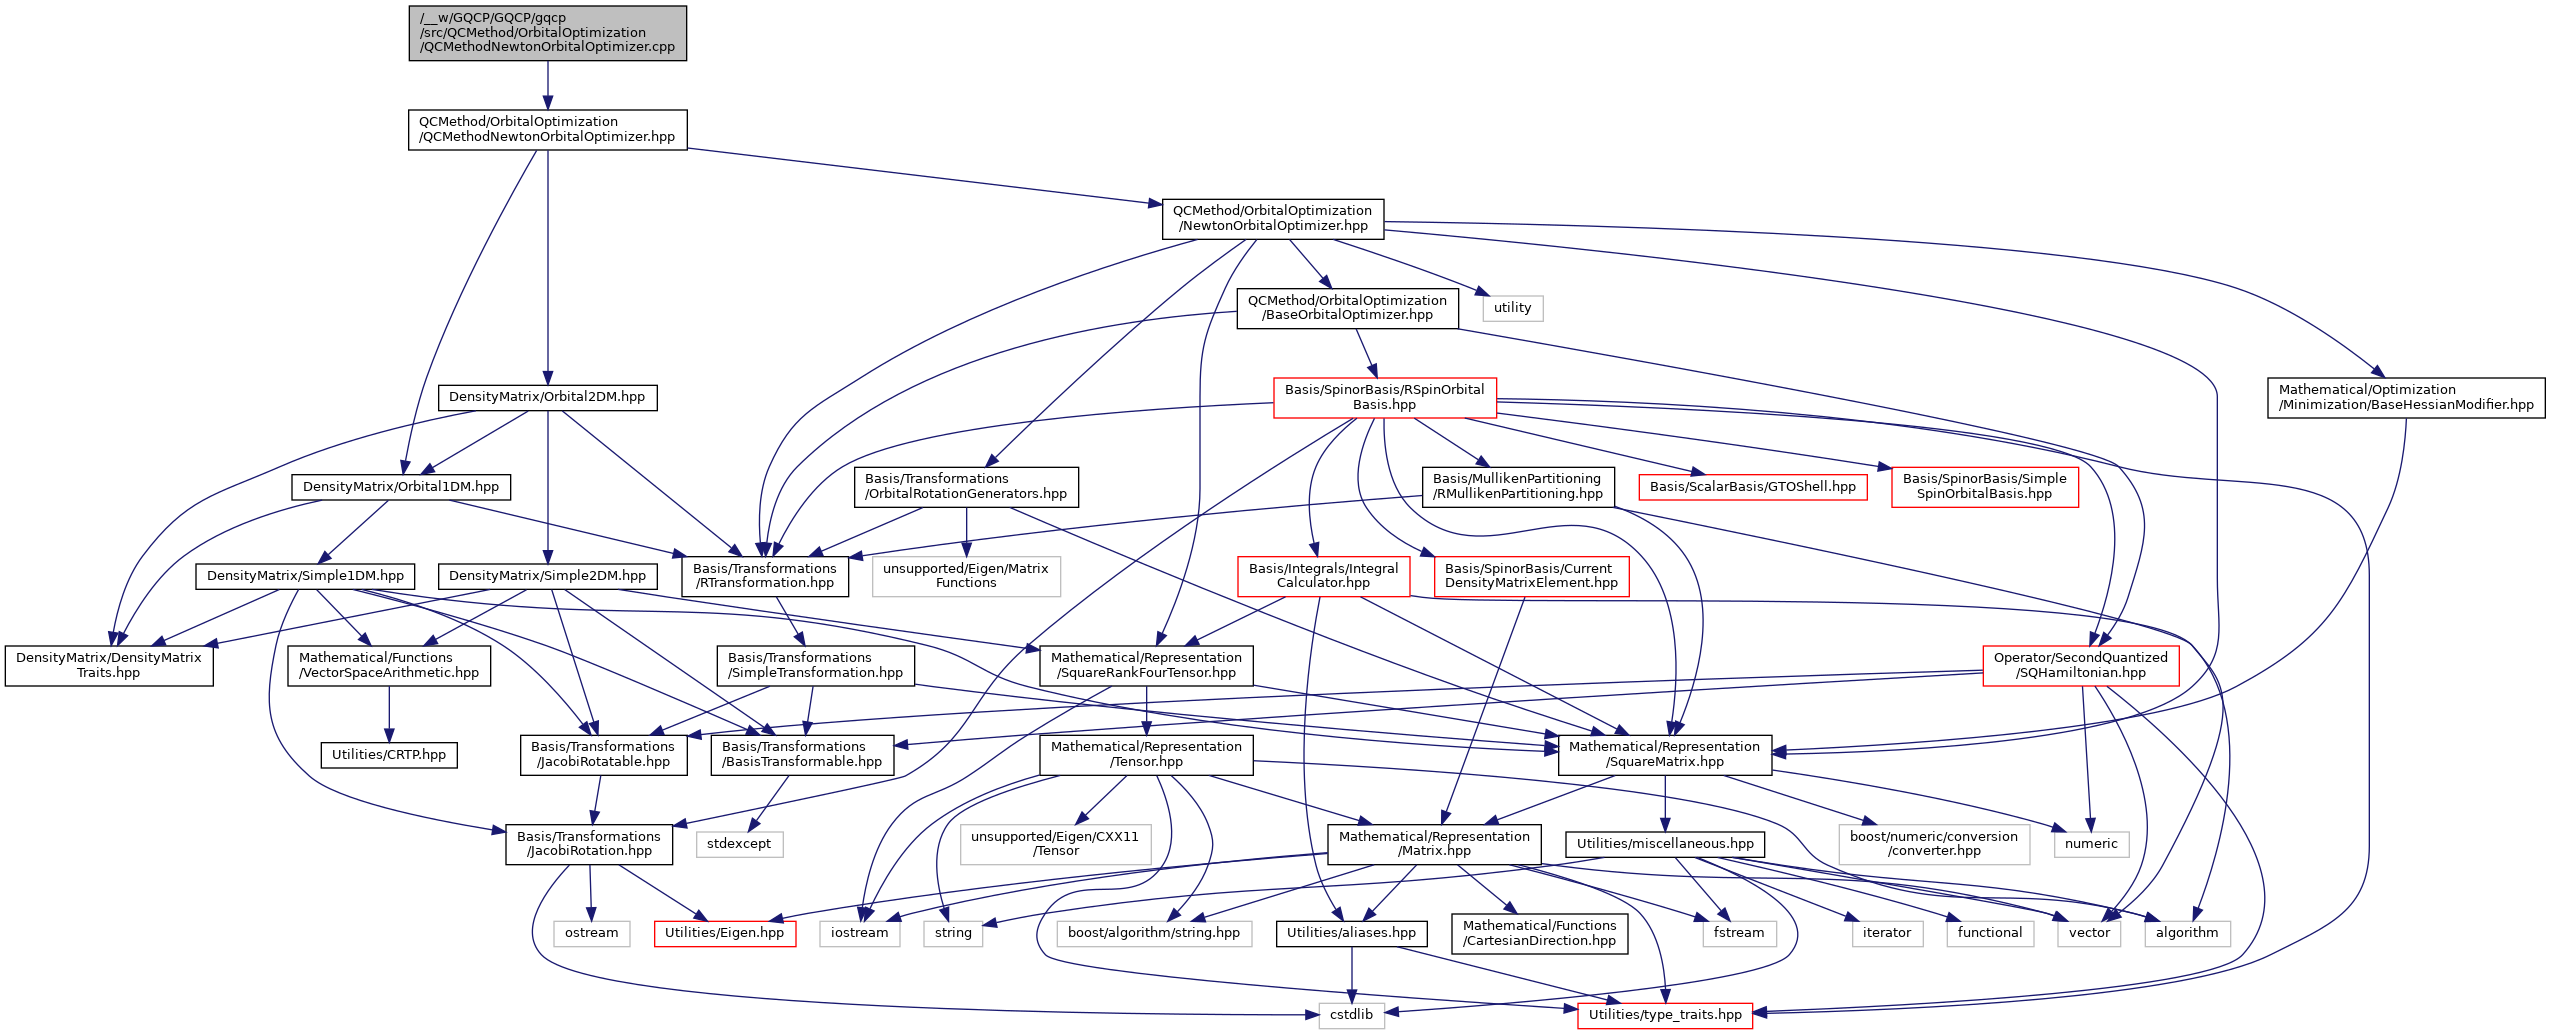 /__w/GQCP/GQCP/gqcp
/src/QCMethod/OrbitalOptimization
/QCMethodNewtonOrbitalOptimizer.cpp
QCMethod/OrbitalOptimization
/QCMethodNewtonOrbitalOptimizer.hpp
QCMethod/OrbitalOptimization
/NewtonOrbitalOptimizer.hpp
QCMethod/OrbitalOptimization
/BaseOrbitalOptimizer.hpp
utility
DensityMatrix/Orbital2DM.hpp
Basis/SpinorBasis/RSpinOrbital
Basis.hpp
Mathematical/Optimization
/Minimization/BaseHessianModifier.hpp
DensityMatrix/Orbital1DM.hpp
Basis/Transformations
/OrbitalRotationGenerators.hpp
Basis/MullikenPartitioning
/RMullikenPartitioning.hpp
Basis/ScalarBasis/GTOShell.hpp
Basis/SpinorBasis/Simple
SpinOrbitalBasis.hpp
DensityMatrix/Simple1DM.hpp
DensityMatrix/Simple2DM.hpp
Basis/Transformations
/RTransformation.hpp
unsupported/Eigen/Matrix
Functions
Basis/Integrals/Integral
Calculator.hpp
Basis/SpinorBasis/Current
DensityMatrixElement.hpp
DensityMatrix/DensityMatrix
Traits.hpp
Mathematical/Functions
/VectorSpaceArithmetic.hpp
Basis/Transformations
/SimpleTransformation.hpp
Mathematical/Representation
/SquareRankFourTensor.hpp
Operator/SecondQuantized
/SQHamiltonian.hpp
Utilities/CRTP.hpp
Basis/Transformations
/JacobiRotatable.hpp
Basis/Transformations
/BasisTransformable.hpp
Mathematical/Representation
/Tensor.hpp
Mathematical/Representation
/SquareMatrix.hpp
Basis/Transformations
/JacobiRotation.hpp
stdexcept
unsupported/Eigen/CXX11
/Tensor
Mathematical/Representation
/Matrix.hpp
Utilities/miscellaneous.hpp
boost/numeric/conversion
/converter.hpp
numeric
ostream
Utilities/Eigen.hpp
iostream
string
boost/algorithm/string.hpp
Utilities/aliases.hpp
Mathematical/Functions
/CartesianDirection.hpp
fstream
iterator
functional
vector
algorithm
cstdlib
Utilities/type_traits.hpp